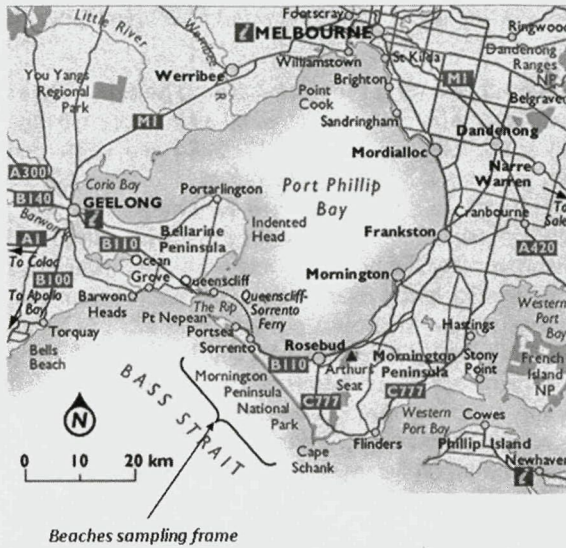 Footscray
MELBOURNE
Ringwood
Little River
Werribee
Williamstown
St Kilda
Dandenong
Ranges
NP
You Yangs
Regional
Park
Werribee
R
Brighton
M1
Point
Cook
Belgrave
Sandringham
M1
Dandenong
Mordialloc
Narre
Warren
A300
Corio Bay
Portarlington
Port Phillip
Bay
B140
GEELONG
Cranbourne
To
Sale
Barwon R
Indented
Head
A1
B110
Bellarine
Peninsula
Frankston
A420
To Colac
Ocean
Grove
B100
Queenscliff
Mornington
To Apollo
Bay
Barwon
Heads
The Rip
Queenscliff-
Sorrento
Ferry
Western
Port
Bay
Pt Nepean
Hastings
Torquay
Portsea
Sorrento
Rosebud
Bells
Beach
B110
Arthurs
Seat
Mornington
Peninsula
Stony
Point
French
Island
NP
BASS STRAIT
Mornington
Peninsula
National
Park
C777
C777
Western
Port Bay
Cowes
N
Flinders
Phillip Island
Cape
Schank
Newhaven
0 10 20 km
Beaches sampling frame